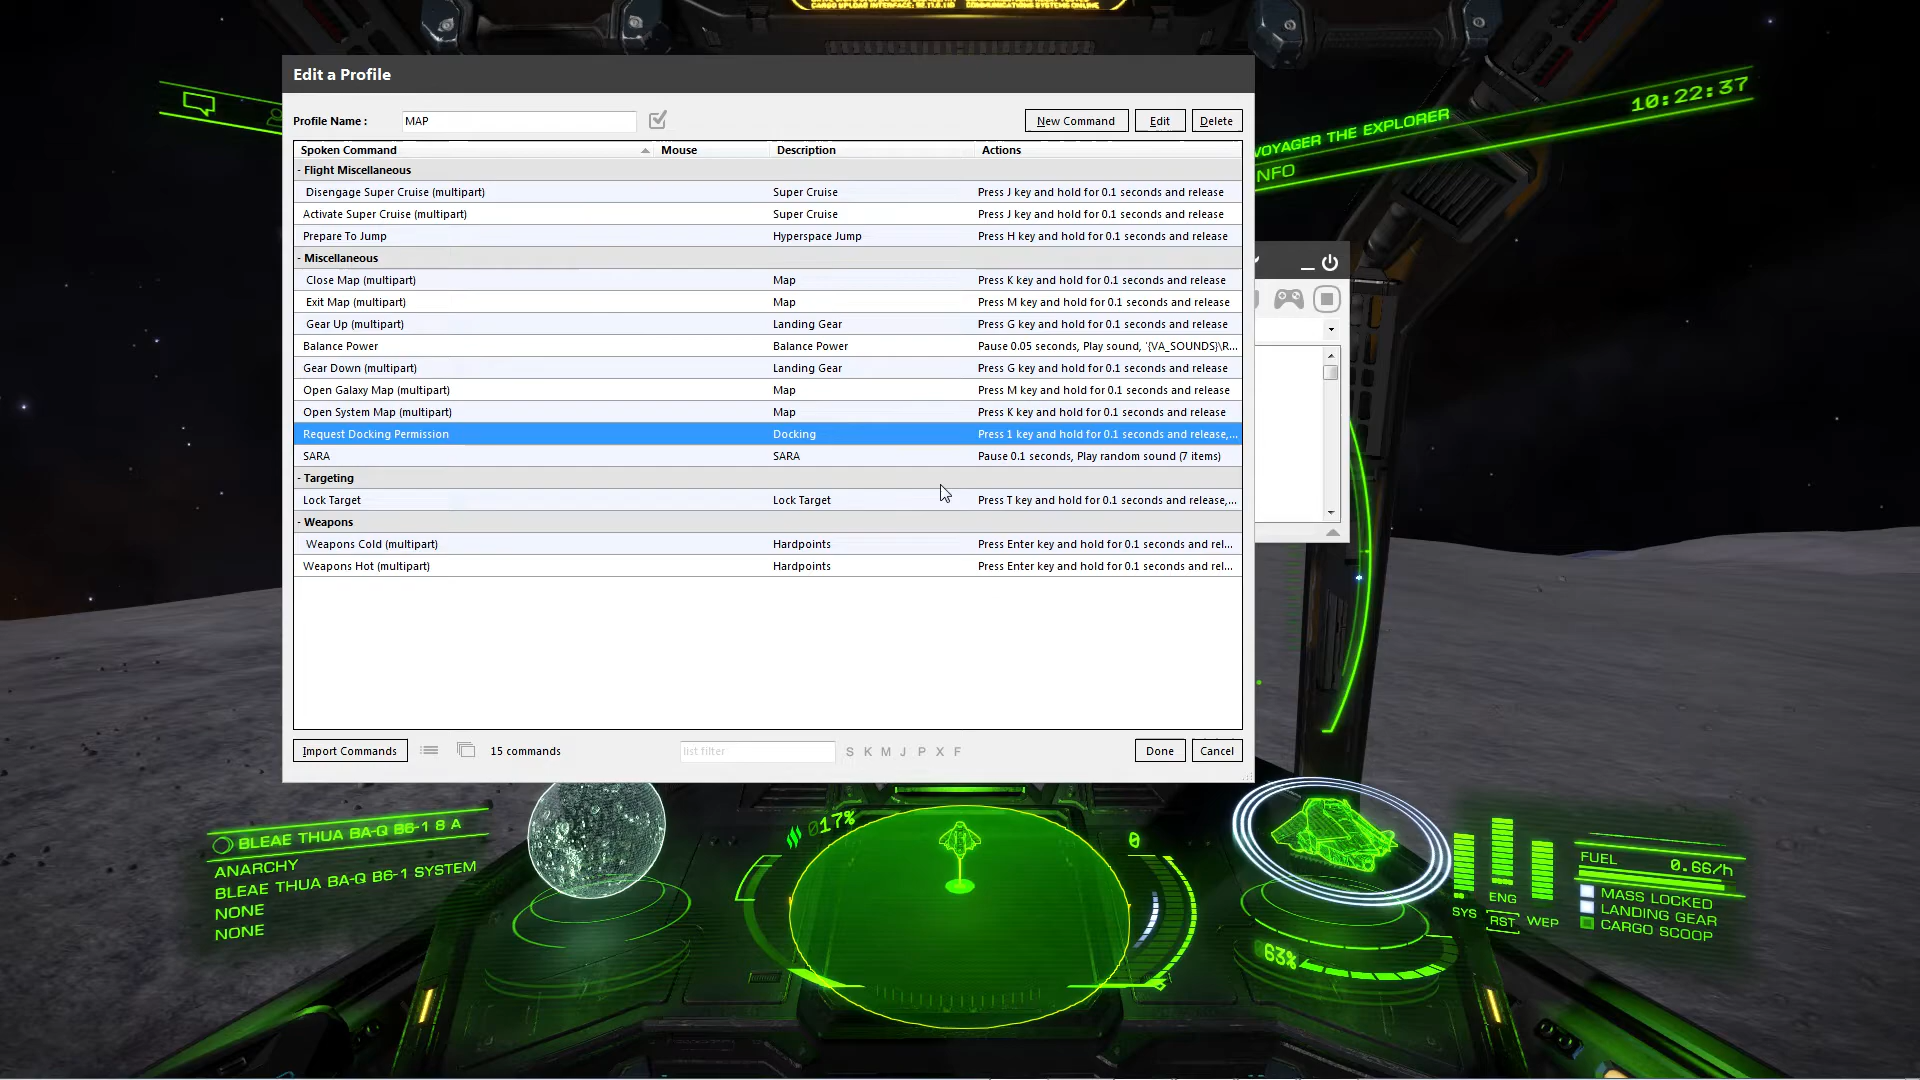 CARGO UPLOAD INTERFACE: 02.11.0.110 COMMUNICATIONS SYSTEMS ONLINE
Edit a Profile
Profile Name : MAP New Command Edit Delete
10:22:37
VOYAGER THE EXPLORER
INFO
Spoken Command Mouse Description Actions
- Flight Miscellaneous
Disengage Super Cruise (multipart) Super Cruise Press J key and hold for 0.1 seconds and release
Activate Super Cruise (multipart) Super Cruise Press J key and hold for 0.1 seconds and release
Prepare To Jump Hyperspace Jump Press H key and hold for 0.1 seconds and release
- Miscellaneous
Close Map (multipart) Map Press K key and hold for 0.1 seconds and release
Exit Map (multipart) Map Press M key and hold for 0.1 seconds and release
Gear Up (multipart) Landing Gear Press G key and hold for 0.1 seconds and release
Balance Power Balance Power Pause 0.05 seconds, Play sound, '{VA_SOUNDS}\R...
Gear Down (multipart) Landing Gear Press G key and hold for 0.1 seconds and release
Open Galaxy Map (multipart) Map Press M key and hold for 0.1 seconds and release
Open System Map (multipart) Map Press K key and hold for 0.1 seconds and release
Request Docking Permission Docking Press 1 key and hold for 0.1 seconds and release,...
SARA SARA Pause 0.1 seconds, Play random sound (7 items)
- Targeting
Lock Target Lock Target Press T key and hold for 0.1 seconds and release,...
- Weapons
Weapons Cold (multipart) Hardpoints Press Enter key and hold for 0.1 seconds and rel...
Weapons Hot (multipart) Hardpoints Press Enter key and hold for 0.1 seconds and rel...
Import Commands 15 commands list filter S K M J P X F Done Cancel
BLEAE THUA BA-Q B6-1 8 A
ANARCHY
BLEAE THUA BA-Q B6-1 SYSTEM
NONE
NONE
017%
0
63%
SYS ENG WEP
RST
FUEL 0.66/h
MASS LOCKED
LANDING GEAR
CARGO SCOOP